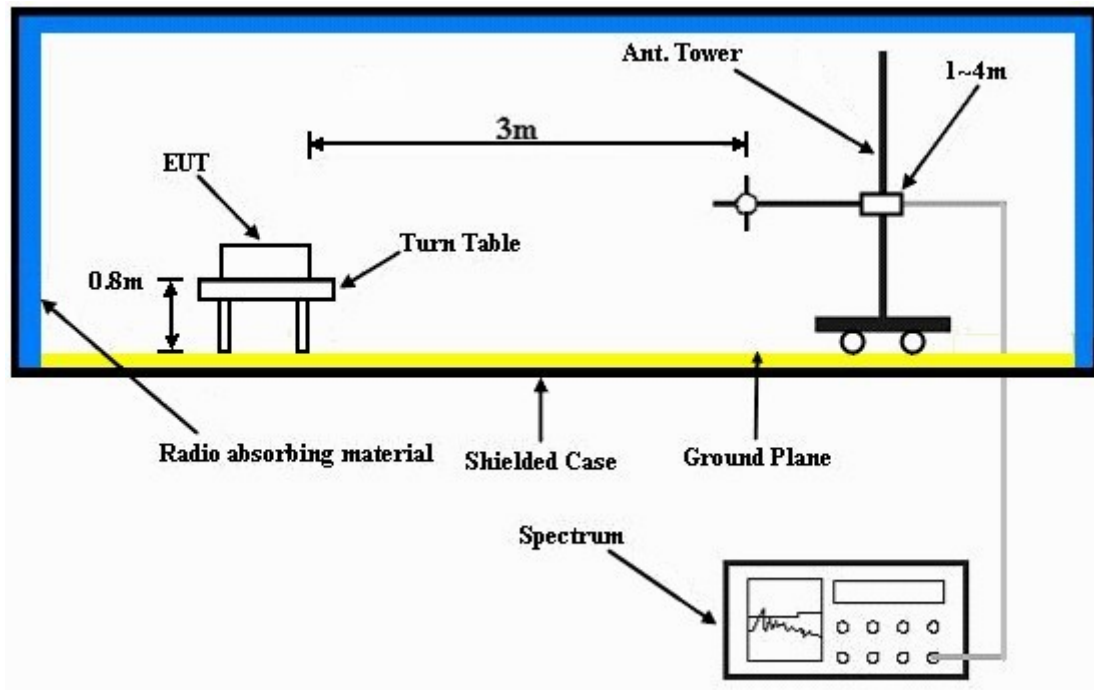 Ant. Tower
1~4m
3m
EUT
Turn Table
0.8m
Radio absorbing material
Shielded Case
Ground Plane
Spectrum